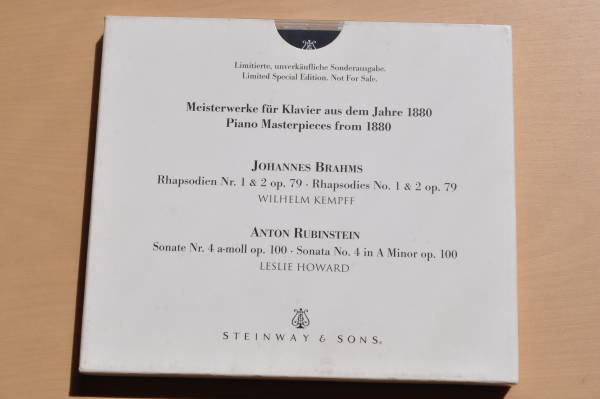 Limitierte, unverkäufliche Sonderausgabe.
Limited Special Edition. Not For Sale.
Meisterwerke für Klavier aus dem Jahre 1880
Piano Masterpieces from 1880
JOHANNES BRAHMS
Rhapsodien Nr. 1 & 2 op. 79 · Rhapsodies No. 1 & 2 op. 79
WILHELM KEMPFF
ANTON RUBINSTEIN
Sonate Nr. 4 a-moll op. 100 · Sonata No. 4 in A Minor op. 100
LESLIE HOWARD
STEINWAY & SONS®